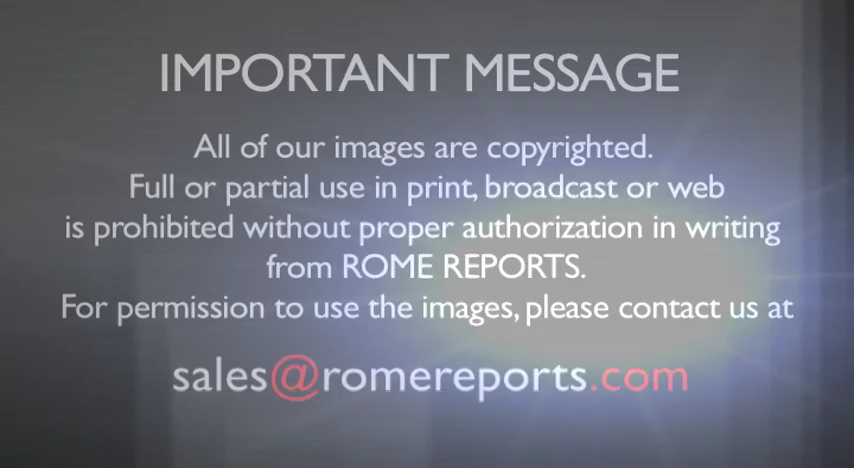 IMPORTANT MESSAGE
All of our images are copyrighted.
Full or partial use in print, broadcast or web
is prohibited without proper authorization in writing
from ROME REPORTS.
For permission to use the images, please contact us at
sales@romereports.com